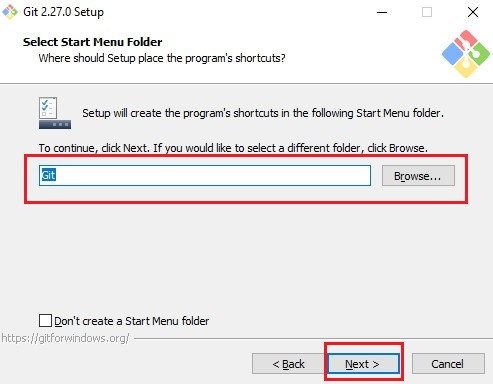 Git 2.27.0 Setup
Select Start Menu Folder
Where should Setup place the program's shortcuts?
Setup will create the program's shortcuts in the following Start Menu folder.
To continue, click Next. If you would like to select a different folder, click Browse.
Git
Browse...
Don't create a Start Menu folder
https://gitforwindows.org/
< Back
Next >
Cancel